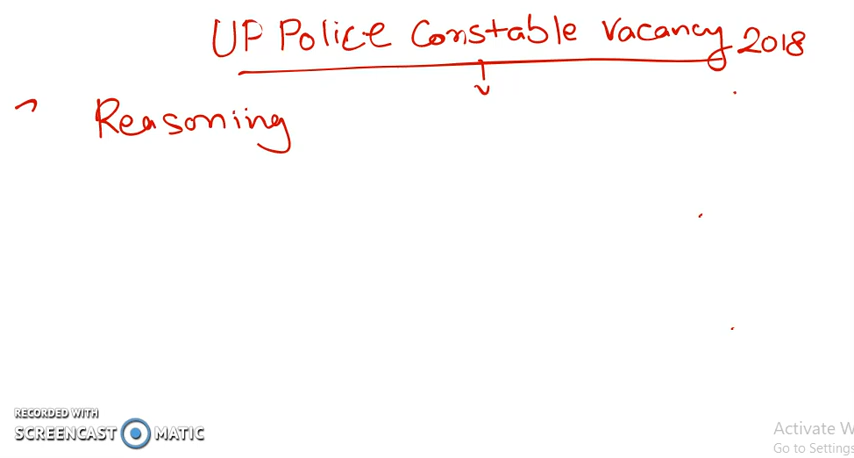 UP Police Constable Vacancy 2018
Reasoning
RECORDED WITH
SCREENCAST MATIC
Activate W
Go to Settings